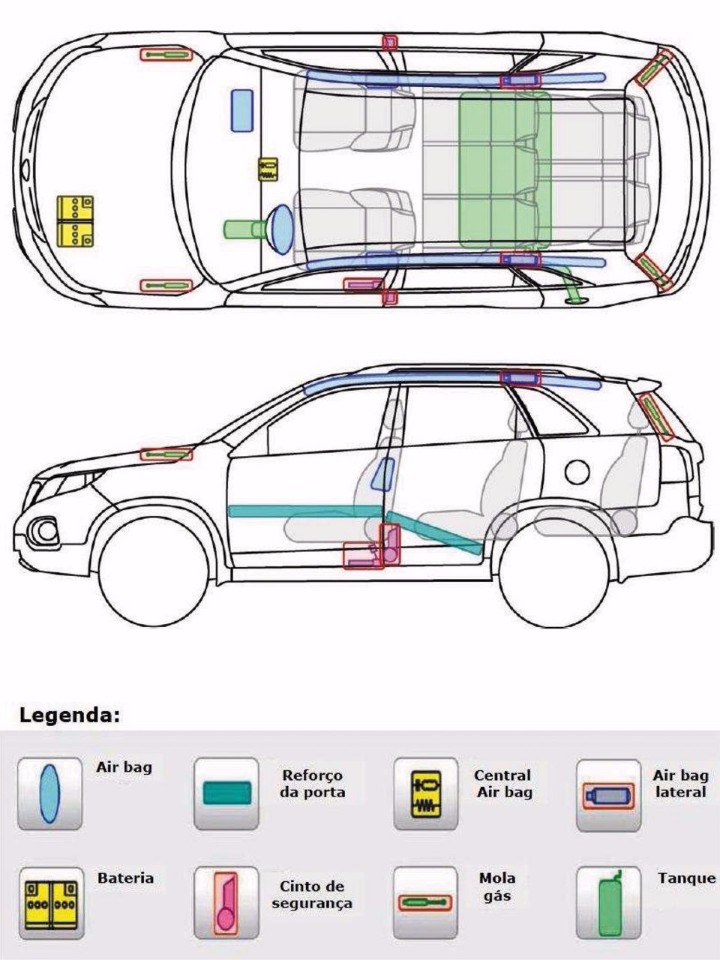 Legenda:
Air bag
Reforço
da porta
Central
Air bag
Air bag
lateral
Bateria
Cinto de
segurança
Mola
gás
Tanque